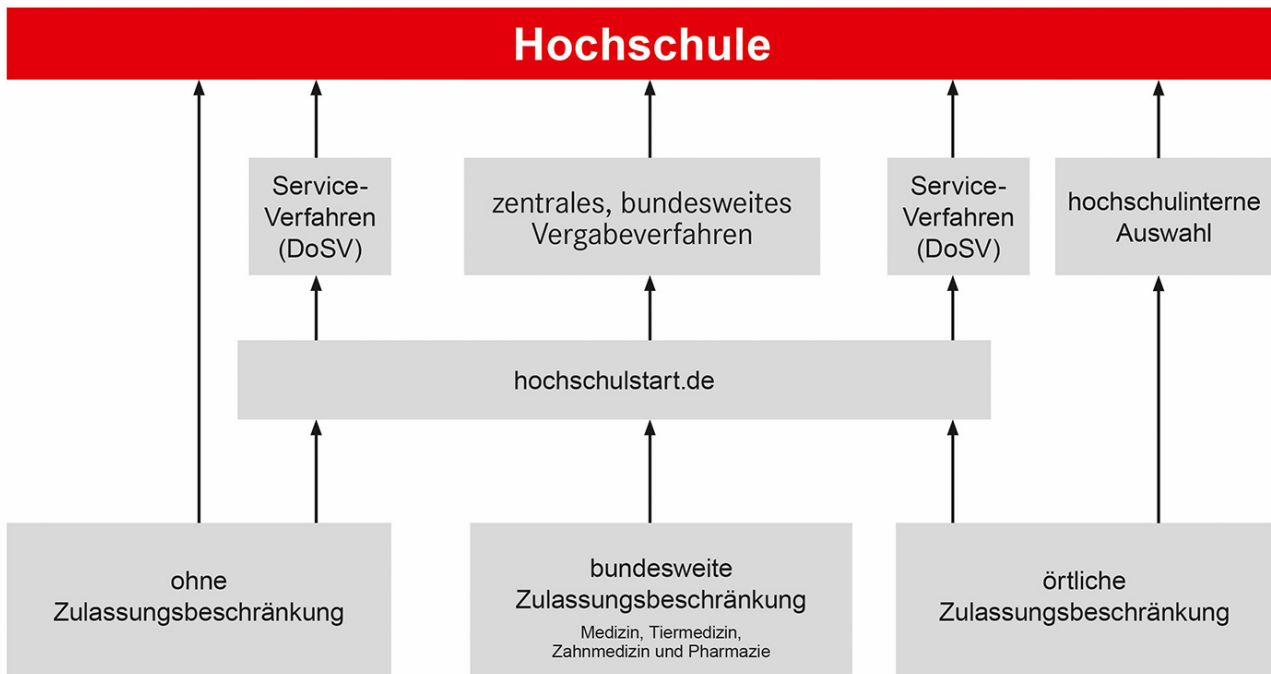 Hochschule
Service-
Verfahren
(DoSV)
zentrales, bundesweites
Vergabeverfahren
Service-
Verfahren
(DoSV)
hochschulinterne
Auswahl
hochschulstart.de
ohne
Zulassungsbeschränkung
bundesweite
Zulassungsbeschränkung
Medizin, Tiermedizin,
Zahnmedizin und Pharmazie
örtliche
Zulassungsbeschränkung